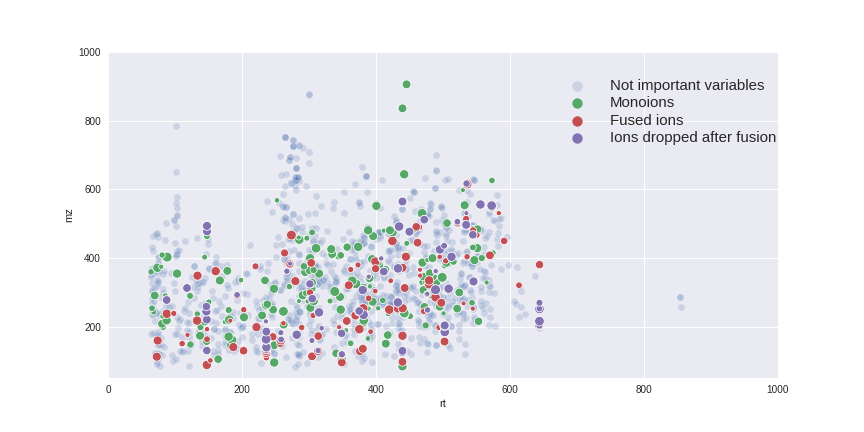 1000
800
600
400
200
mz
0
200
400
600
800
1000
rt
Not important variables
Monoions
Fused ions
Ions dropped after fusion